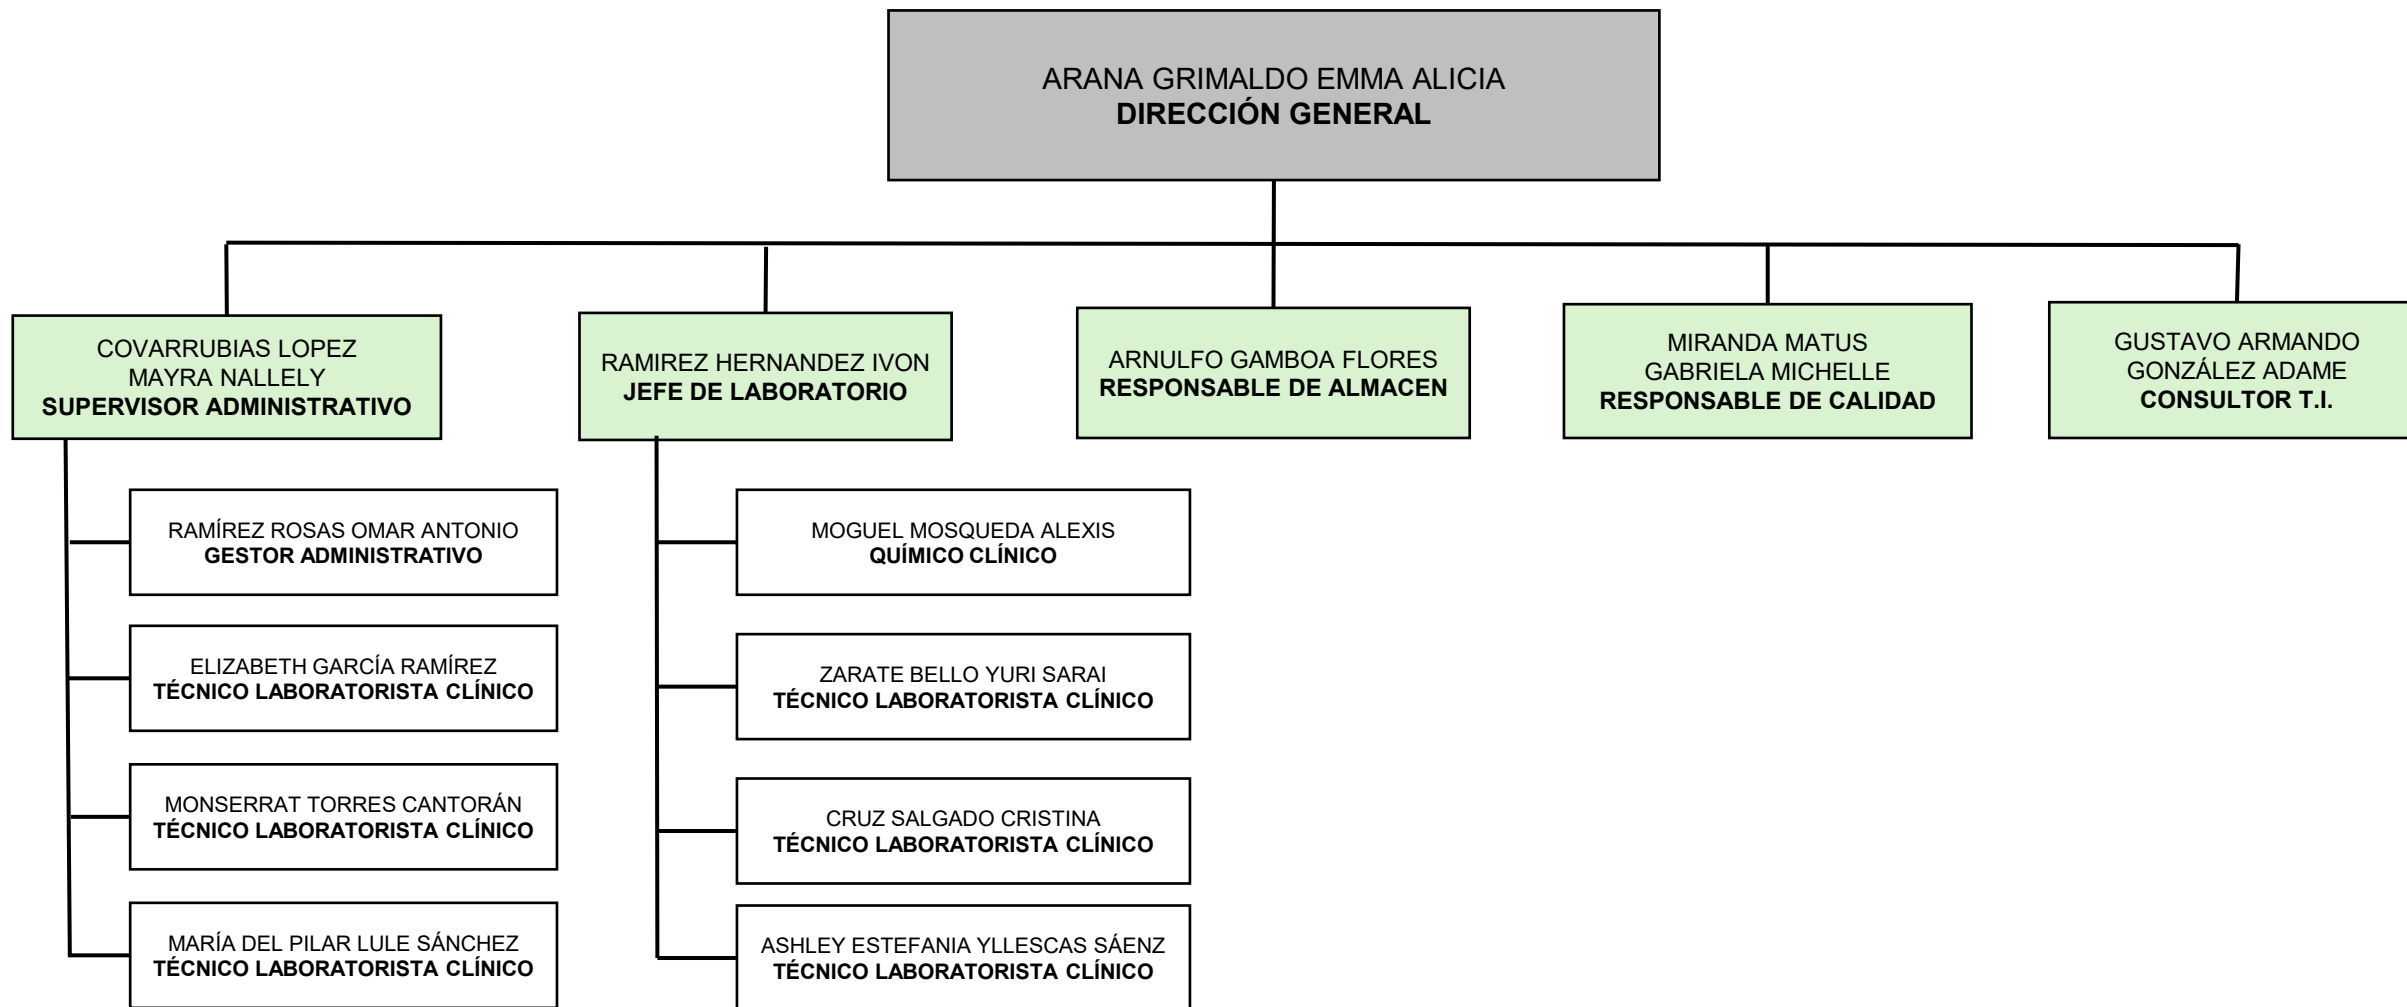 ARANA GRIMALDO EMMA ALICIA
DIRECCIÓN GENERAL
COVARRUBIAS LOPEZ
MAYRA NALLELY
SUPERVISOR ADMINISTRATIVO
RAMIREZ HERNANDEZ IVON
JEFE DE LABORATORIO
ARNULFO GAMBOA FLORES
RESPONSABLE DE ALMACEN
MIRANDA MATUS
GABRIELA MICHELLE
RESPONSABLE DE CALIDAD
GUSTAVO ARMANDO
GONZÁLEZ ADAME
CONSULTOR T.I.
RAMÍREZ ROSAS OMAR ANTONIO
GESTOR ADMINISTRATIVO
ELIZABETH GARCÍA RAMÍREZ
TÉCNICO LABORATORISTA CLÍNICO
MONSERRAT TORRES CANTORÁN
TÉCNICO LABORATORISTA CLÍNICO
MARÍA DEL PILAR LULE SÁNCHEZ
TÉCNICO LABORATORISTA CLÍNICO
MOGUEL MOSQUEDA ALEXIS
QUÍMICO CLÍNICO
ZARATE BELLO YURI SARAI
TÉCNICO LABORATORISTA CLÍNICO
CRUZ SALGADO CRISTINA
TÉCNICO LABORATORISTA CLÍNICO
ASHLEY ESTEFANIA YLLESCAS SÁENZ
TÉCNICO LABORATORISTA CLÍNICO